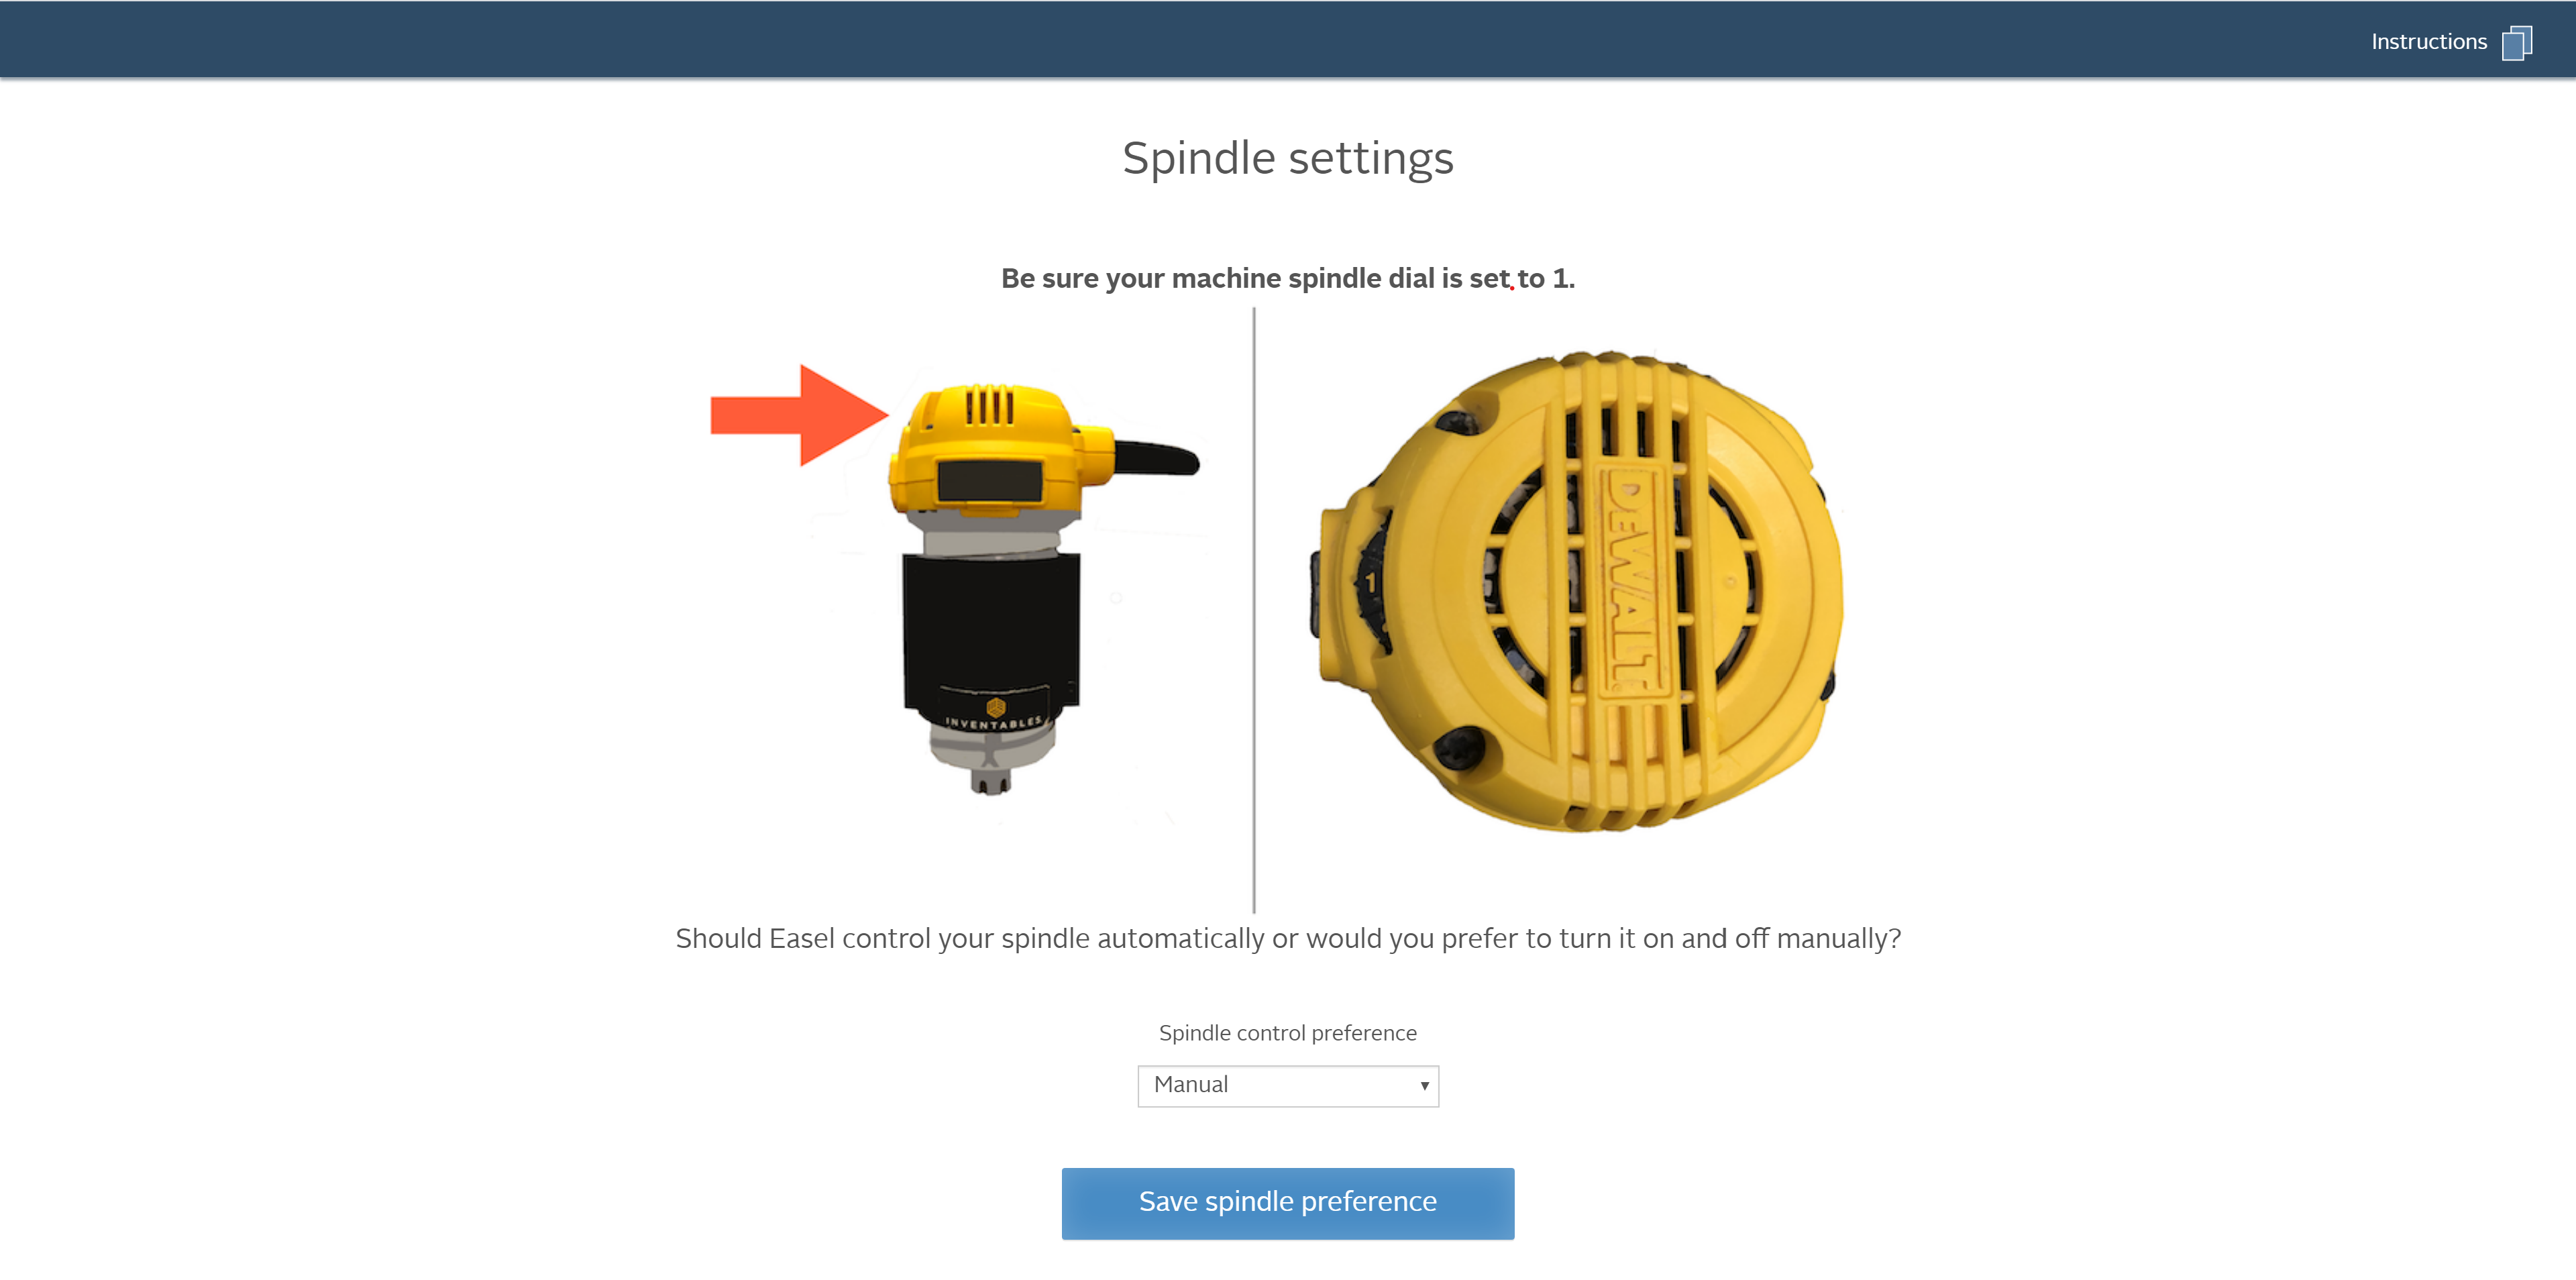 Instructions
Spindle settings
Be sure your machine spindle dial is set to 1.
INVENTABLES
1
DEWALT
Should Easel control your spindle automatically or would you prefer to turn it on and off manually?
Spindle control preference
Manual
Save spindle preference